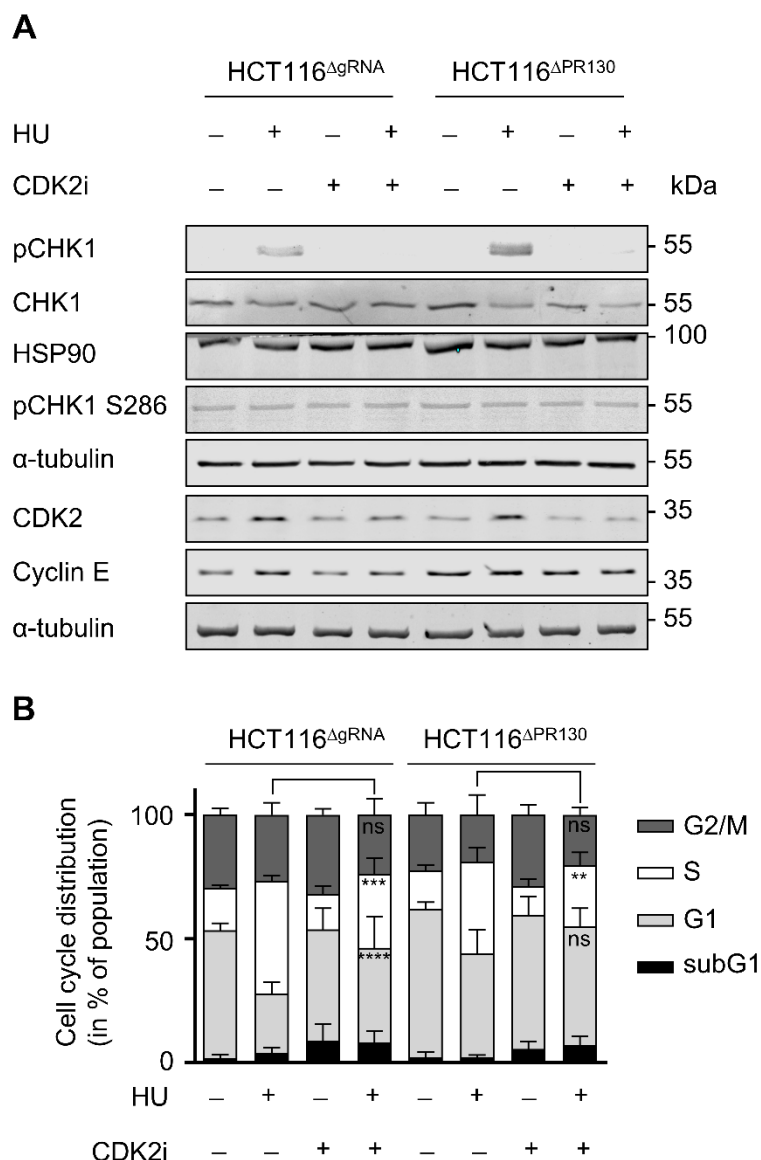 A
HCT116ΔgRNA HCT116ΔPR130
HU – + – + – + – +
CDK2i – – + + – – + + kDa
pCHK1 55
CHK1 55
HSP90 100
pCHK1 S286 55
α-tubulin 55
CDK2 35
Cyclin E 35
α-tubulin 55
B
HCT116ΔgRNA HCT116ΔPR130
Cell cycle distribution
(in % of population)
100
50
0
ns ns
*** **
**** ns
G2/M
S
G1
subG1
HU – + – + – + – +
CDK2i – – + + – – + +